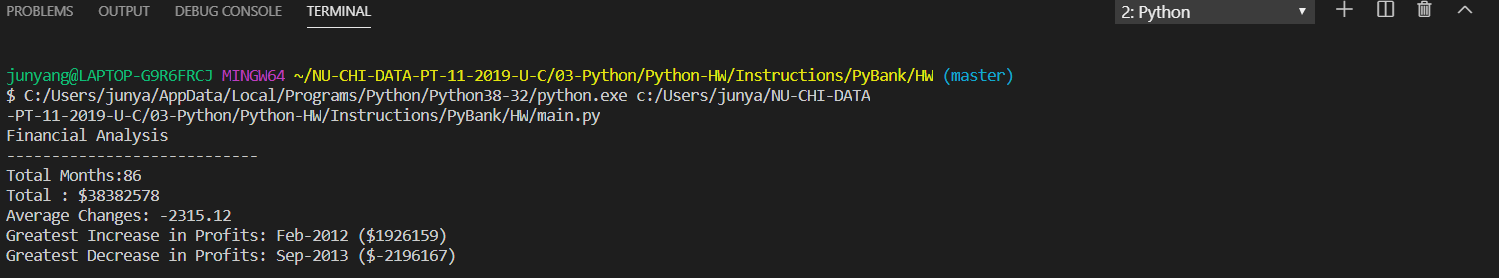 PROBLEMS OUTPUT DEBUG CONSOLE TERMINAL 2: Python
junyang@LAPTOP-G9R6FRCJ MINGW64 ~/NU-CHI-DATA-PT-11-2019-U-C/03-Python/Python-HW/Instructions/PyBank/HW (master)
$ C:/Users/junya/AppData/Local/Programs/Python/Python38-32/python.exe c:/Users/junya/NU-CHI-DATA
-PT-11-2019-U-C/03-Python/Python-HW/Instructions/PyBank/HW/main.py
Financial Analysis
----------------------------
Total Months:86
Total : $38382578
Average Changes: -2315.12
Greatest Increase in Profits: Feb-2012 ($1926159)
Greatest Decrease in Profits: Sep-2013 ($-2196167)